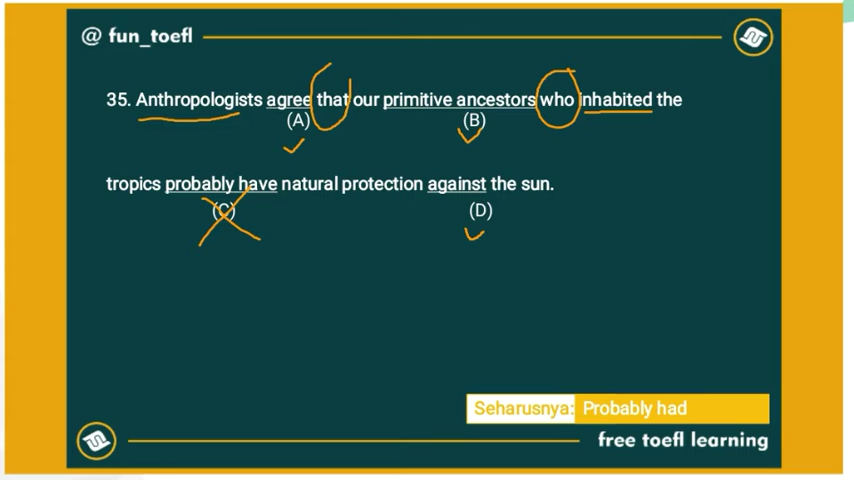 @ fun_toefl
35. Anthropologists agree that our primitive ancestors who inhabited the
(A) (B)
tropics probably have natural protection against the sun.
(C) (D)
Seharusnya: Probably had
free toefl learning